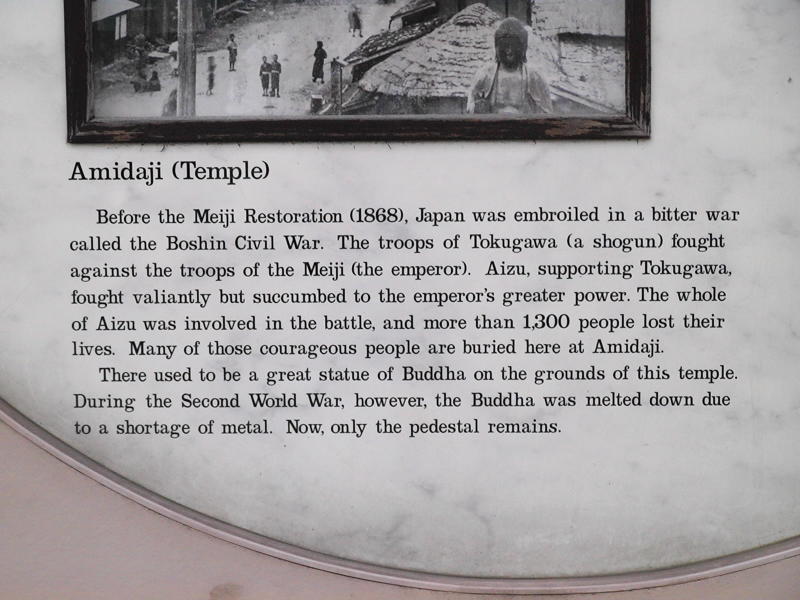 Amidaji (Temple)
Before the Meiji Restoration (1868), Japan was embroiled in a bitter war
called the Boshin Civil War. The troops of Tokugawa (a shogun) fought
against the troops of the Meiji (the emperor). Aizu, supporting Tokugawa,
fought valiantly but succumbed to the emperor's greater power. The whole
of Aizu was involved in the battle, and more than 1,300 people lost their
lives. Many of those courageous people are buried here at Amidaji.
There used to be a great statue of Buddha on the grounds of this temple.
During the Second World War, however, the Buddha was melted down due
to a shortage of metal. Now, only the pedestal remains.